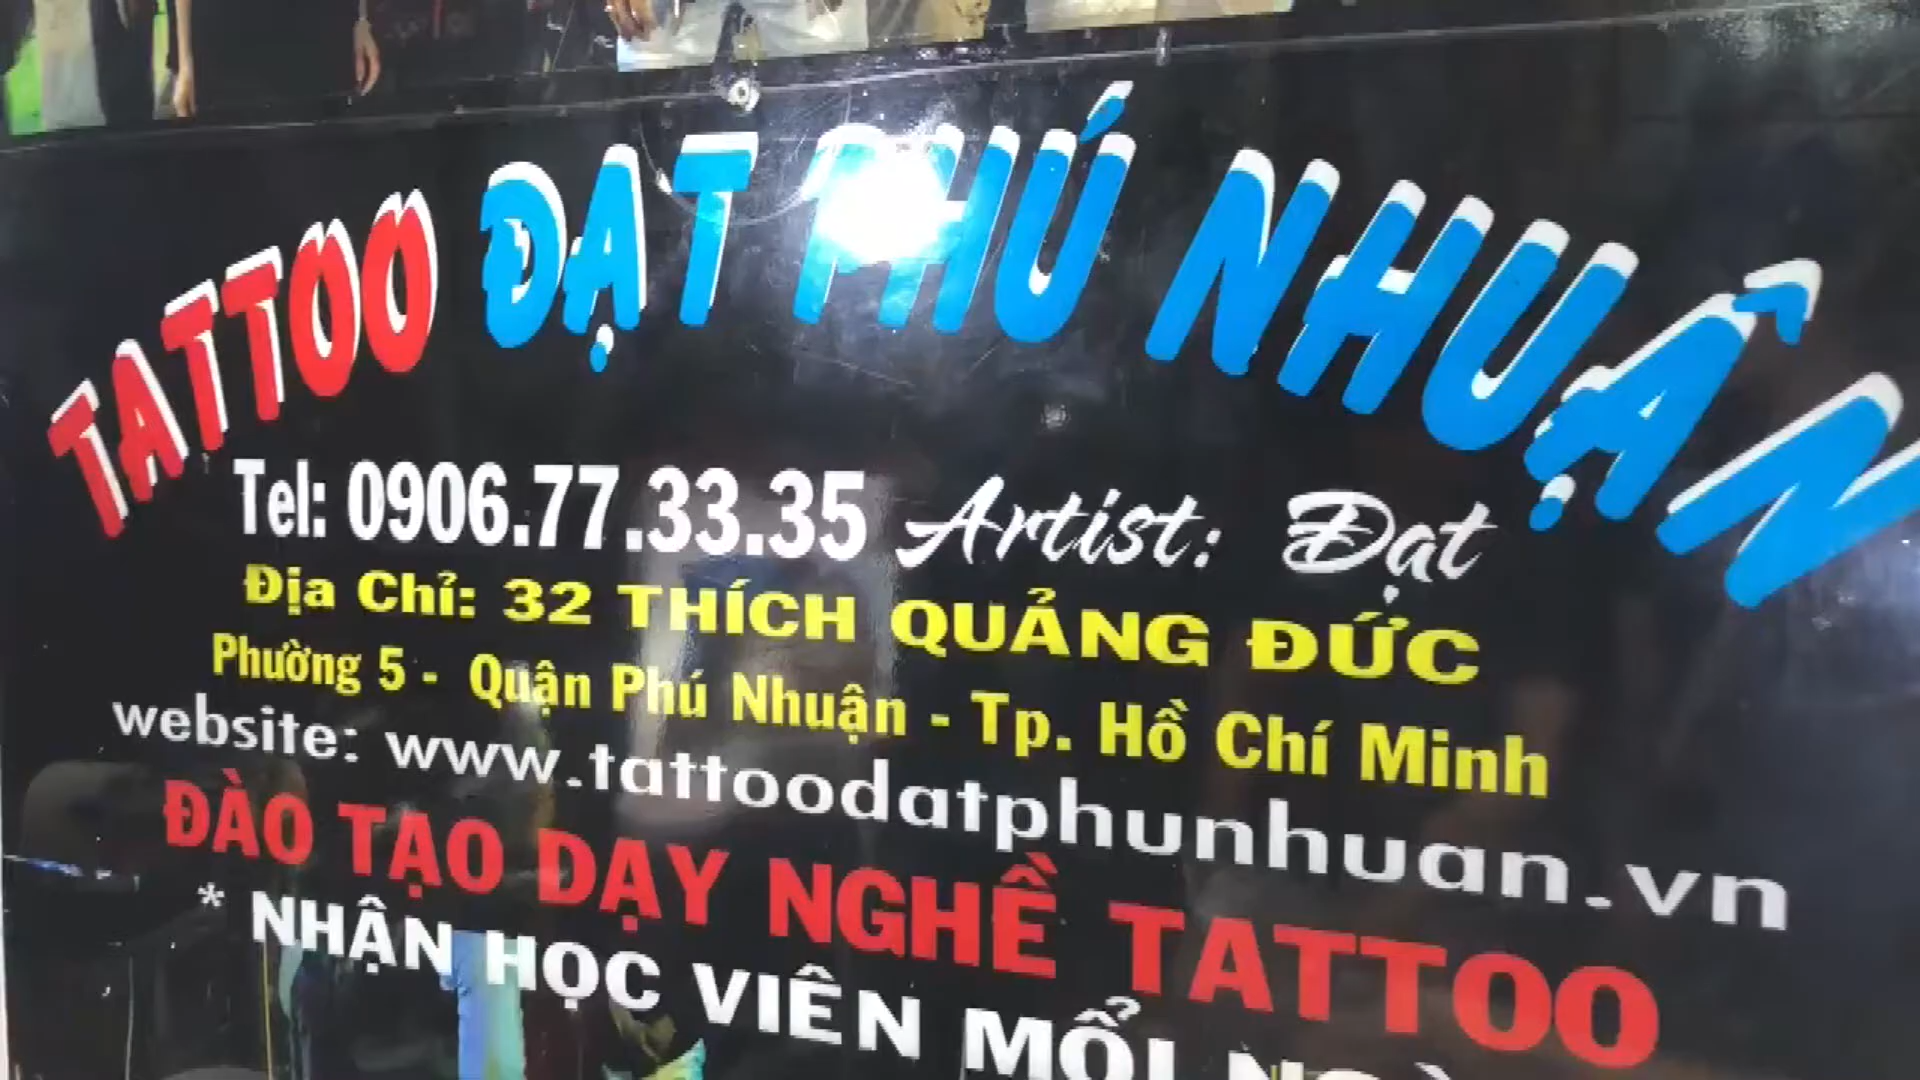 TATTOO ĐẠT PHÚ NHUẬN
Tel: 0906.77.33.35 Artist: Đạt
Địa Chỉ: 32 THÍCH QUẢNG ĐỨC
Phường 5 - Quận Phú Nhuận - Tp. Hồ Chí Minh
website: www.tattoodatphunhuan.vn
ĐÀO TẠO DẠY NGHỀ TATTOO
* NHẬN HỌC VIÊN MỔI